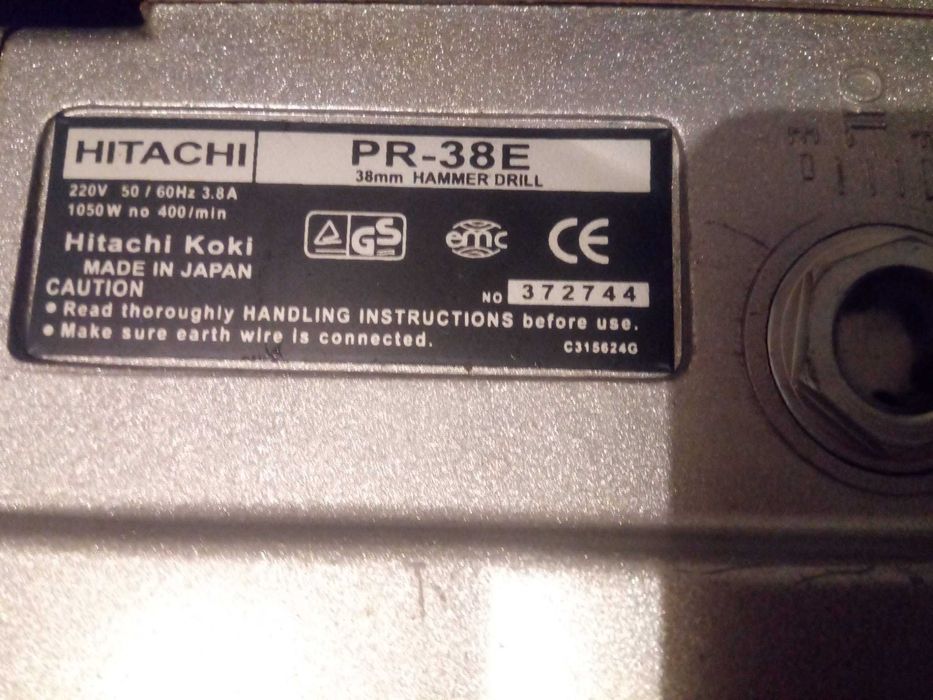 HITACHI PR-38E
38mm HAMMER DRILL
220V 50 / 60Hz 3.8A
1050W no 400/min
GS emc CE
Hitachi Koki
MADE IN JAPAN
CAUTION
NO 372744
• Read thoroughly HANDLING INSTRUCTIONS before use.
• Make sure earth wire is connected.
C315624G